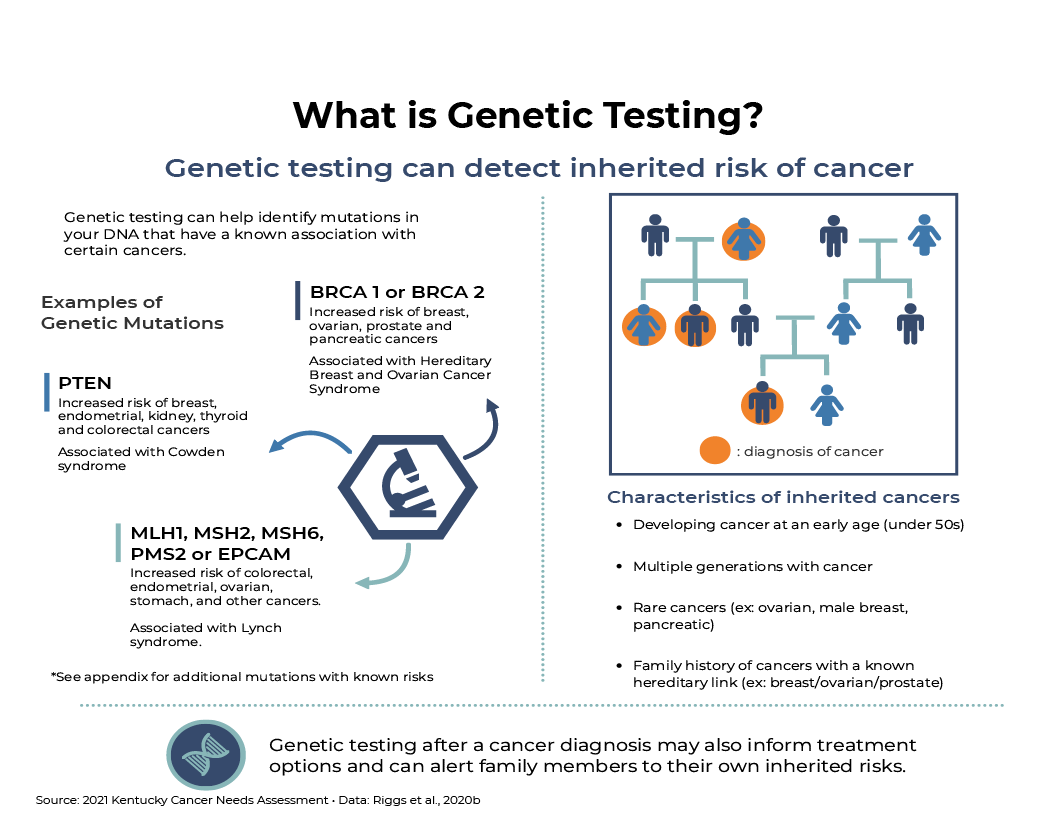 What is Genetic Testing?
Genetic testing can detect inherited risk of cancer
Genetic testing can help identify mutations in
your DNA that have a known association with
certain cancers.
Examples of
Genetic Mutations
BRCA 1 or BRCA 2
Increased risk of breast,
ovarian, prostate and
pancreatic cancers
Associated with Hereditary
Breast and Ovarian Cancer
Syndrome
PTEN
Increased risk of breast,
endometrial, kidney, thyroid
and colorectal cancers
Associated with Cowden
syndrome
MLH1, MSH2, MSH6,
PMS2 or EPCAM
Increased risk of colorectal,
endometrial, ovarian,
stomach, and other cancers.
Associated with Lynch
syndrome.
*See appendix for additional mutations with known risks
: diagnosis of cancer
Characteristics of inherited cancers
• Developing cancer at an early age (under 50s)
• Multiple generations with cancer
• Rare cancers (ex: ovarian, male breast,
pancreatic)
• Family history of cancers with a known
hereditary link (ex: breast/ovarian/prostate)
Genetic testing after a cancer diagnosis may also inform treatment
options and can alert family members to their own inherited risks.
Source: 2021 Kentucky Cancer Needs Assessment • Data: Riggs et al., 2020b